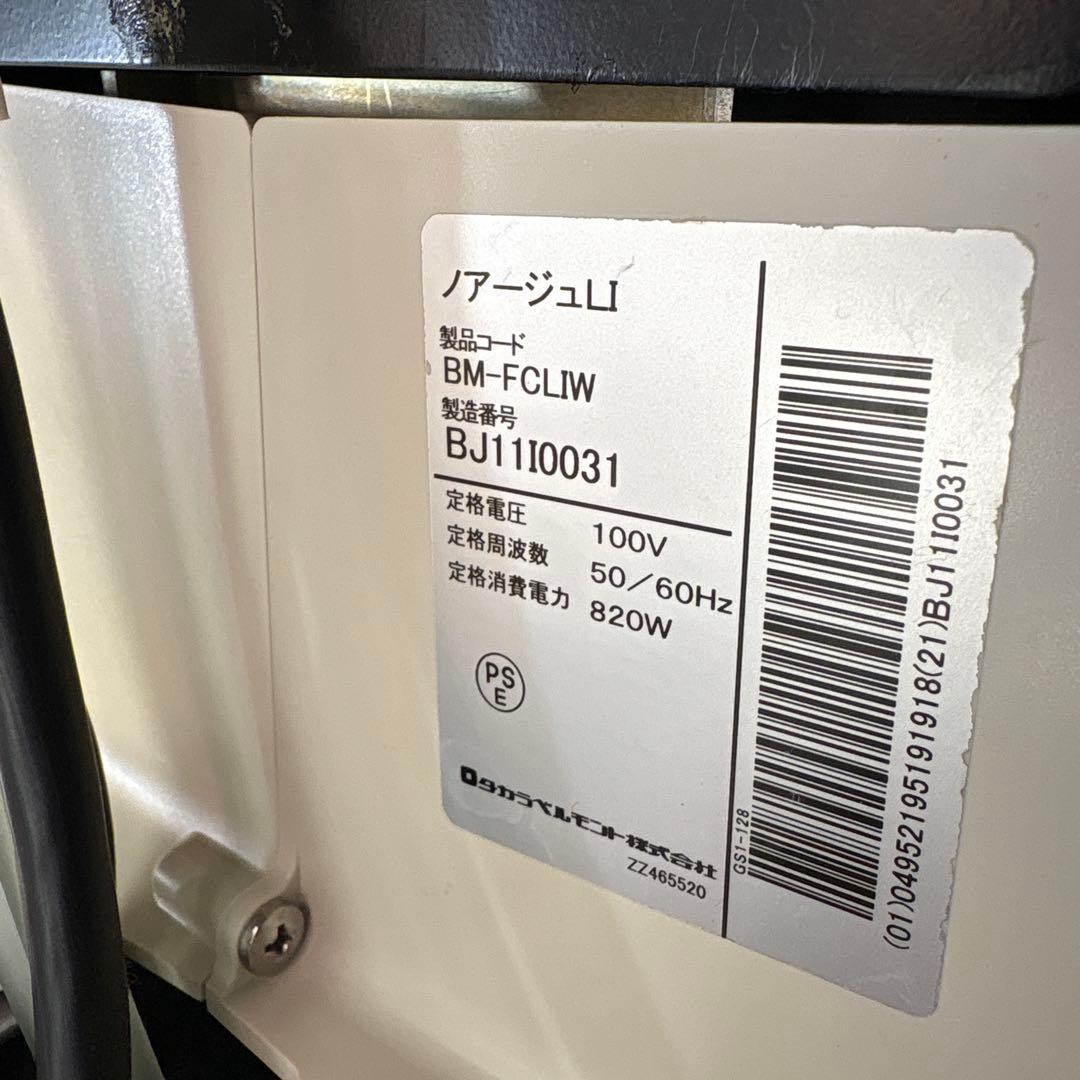 ノアージュLI
製品コード
BM-FCLIW
製造番号
BJ11I0031
定格電圧 100V
定格周波数 50/60Hz
定格消費電力 820W
PS
E
タカラベルモント株式会社
ZZ465520
GS1-128
(01)04952195191918(21)BJ11I0031